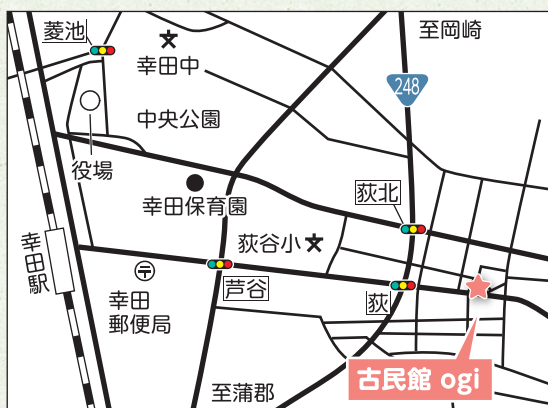 菱池
至岡崎
幸田中
248
中央公園
役場
荻北
幸田保育園
荻谷小
幸田駅
芦谷
幸田
郵便局
荻
古民館 ogi
至蒲郡